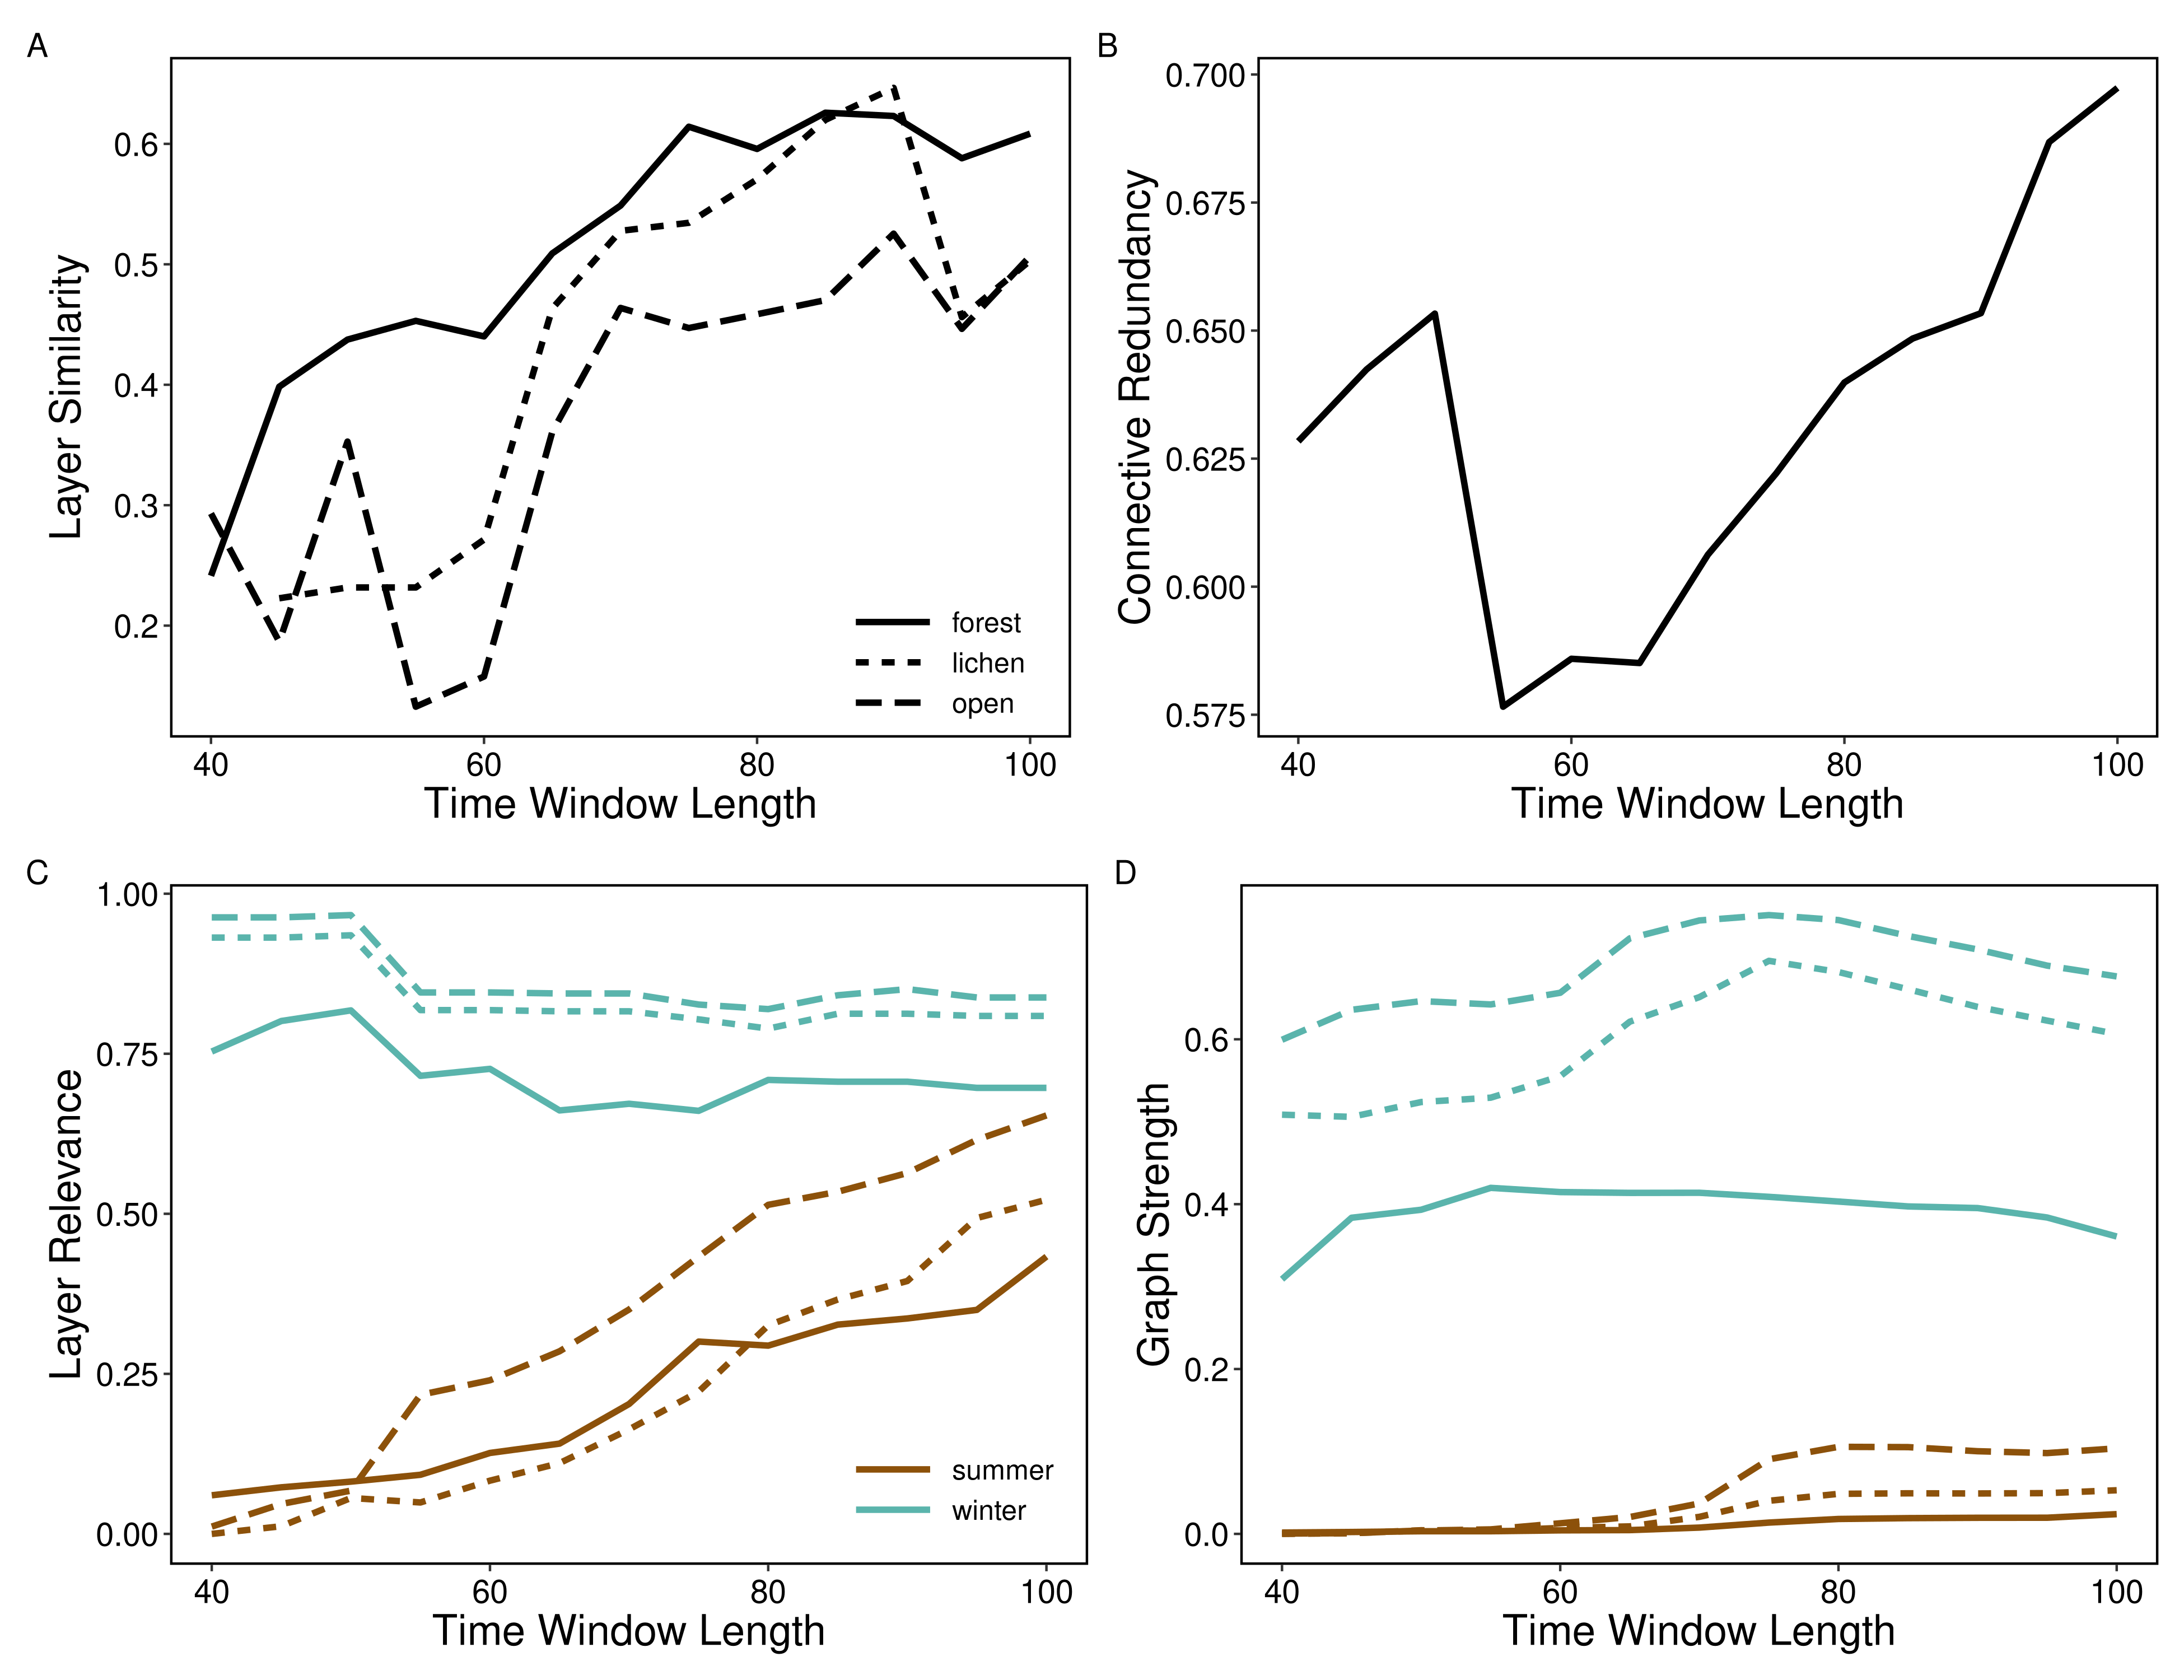 A
Layer Similarity
0.6
0.5
0.4
0.3
0.2
forest
lichen
open
40 60 80 100
Time Window Length
B
Connective Redundancy
0.700
0.675
0.650
0.625
0.600
0.575
40 60 80 100
Time Window Length
C
Layer Relevance
1.00
0.75
0.50
0.25
0.00
summer
winter
40 60 80 100
Time Window Length
D
Graph Strength
0.6
0.4
0.2
0.0
40 60 80 100
Time Window Length